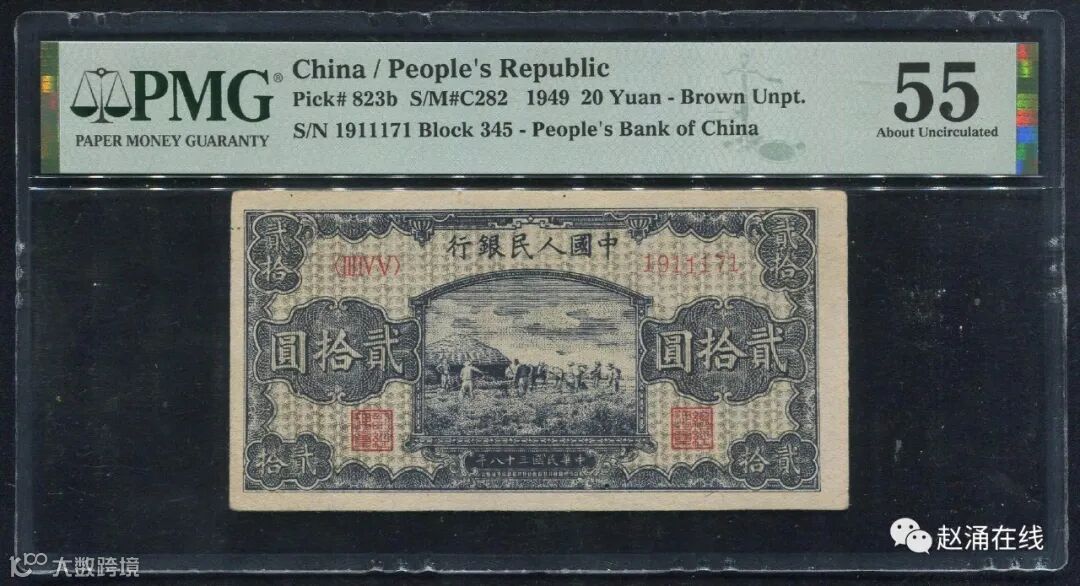 PMG®
PAPER MONEY GUARANTY
China / People's Republic
Pick# 823b S/M#C282 1949 20 Yuan - Brown Unpt.
S/N 1911171 Block 345 - People's Bank of China
55
About Uncirculated
行銀民人國中
貳拾
貳拾
〈IIIIVV〉
1911171
圓拾貳
圓拾貳
拾貳
年八十三國民華中
拾貳
赵涌在线
大数跨境